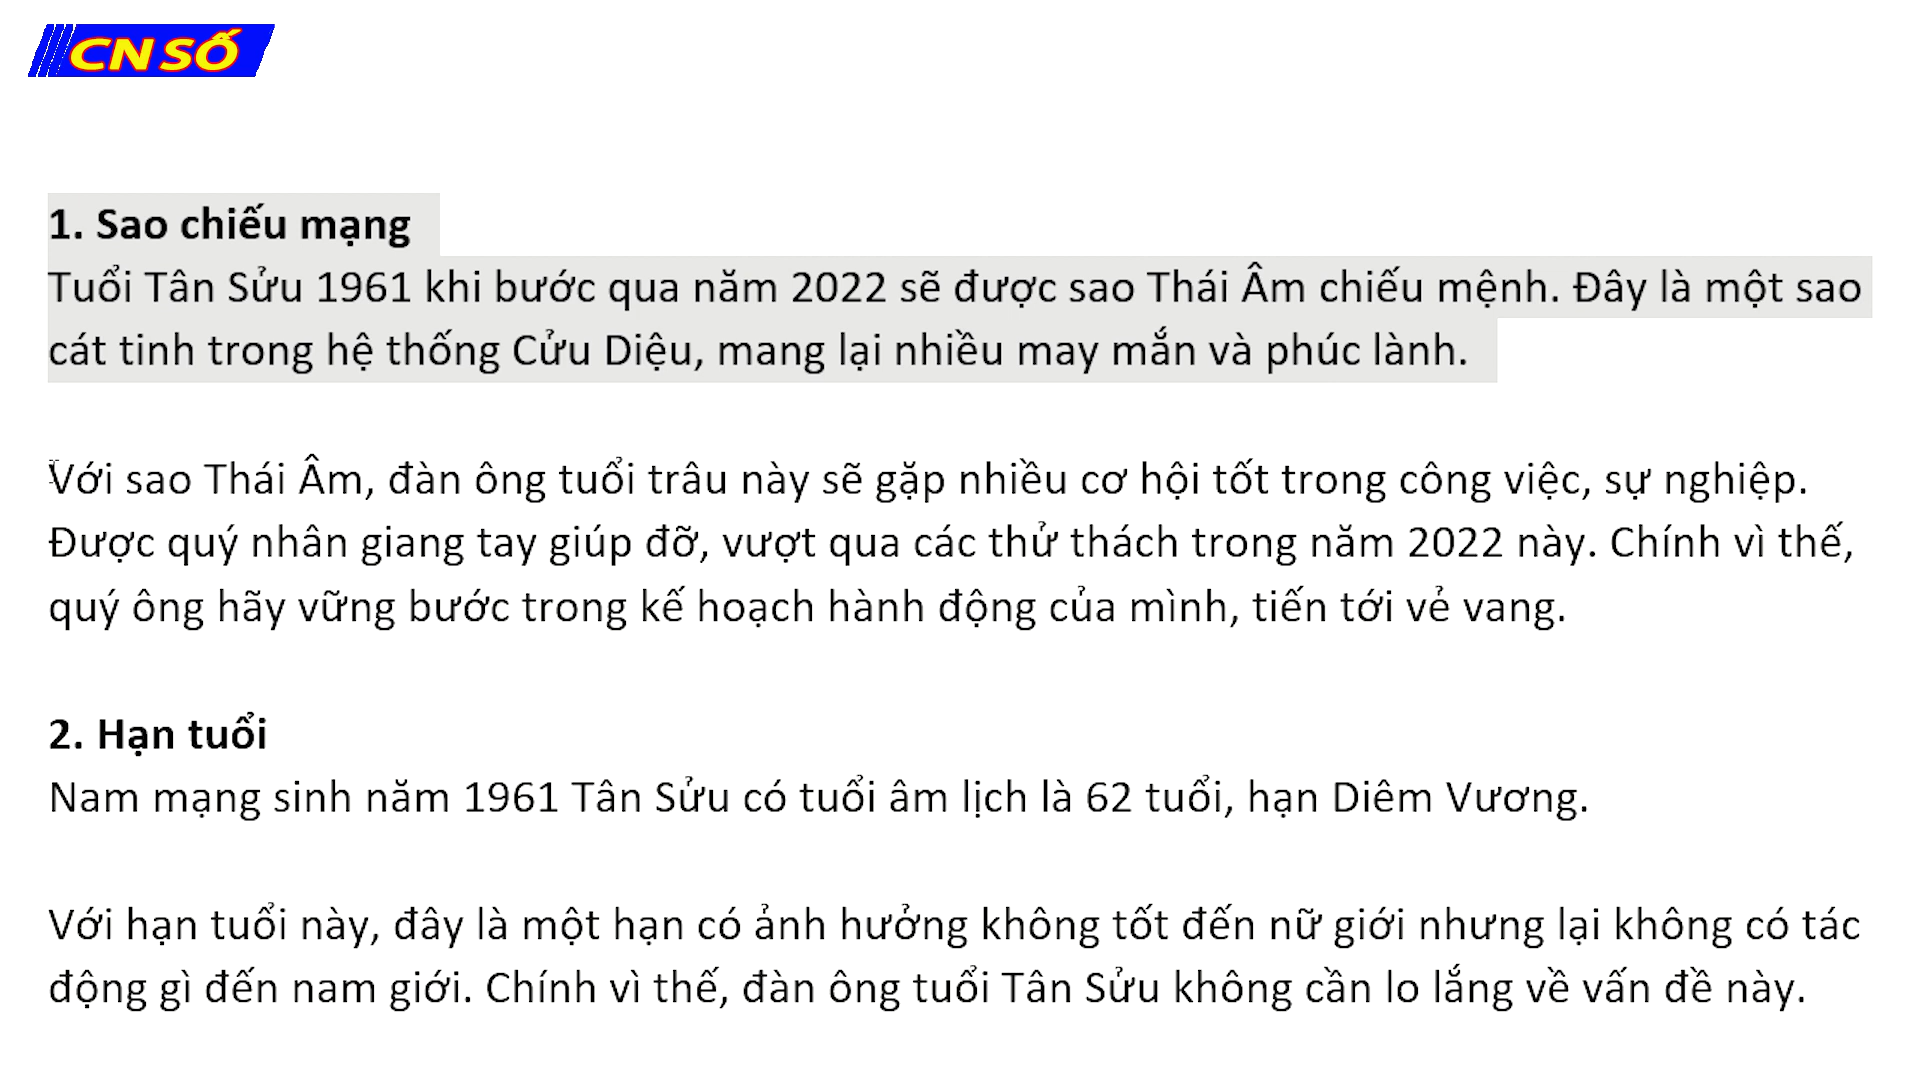 CN SỐ
1. Sao chiếu mạng
Tuổi Tân Sửu 1961 khi bước qua năm 2022 sẽ được sao Thái Âm chiếu mệnh. Đây là một sao
cát tinh trong hệ thống Cửu Diệu, mang lại nhiều may mắn và phúc lành.
Với sao Thái Âm, đàn ông tuổi trâu này sẽ gặp nhiều cơ hội tốt trong công việc, sự nghiệp.
Được quý nhân giang tay giúp đỡ, vượt qua các thử thách trong năm 2022 này. Chính vì thế,
quý ông hãy vững bước trong kế hoạch hành động của mình, tiến tới vẻ vang.
2. Hạn tuổi
Nam mạng sinh năm 1961 Tân Sửu có tuổi âm lịch là 62 tuổi, hạn Diêm Vương.
Với hạn tuổi này, đây là một hạn có ảnh hưởng không tốt đến nữ giới nhưng lại không có tác
động gì đến nam giới. Chính vì thế, đàn ông tuổi Tân Sửu không cần lo lắng về vấn đề này.